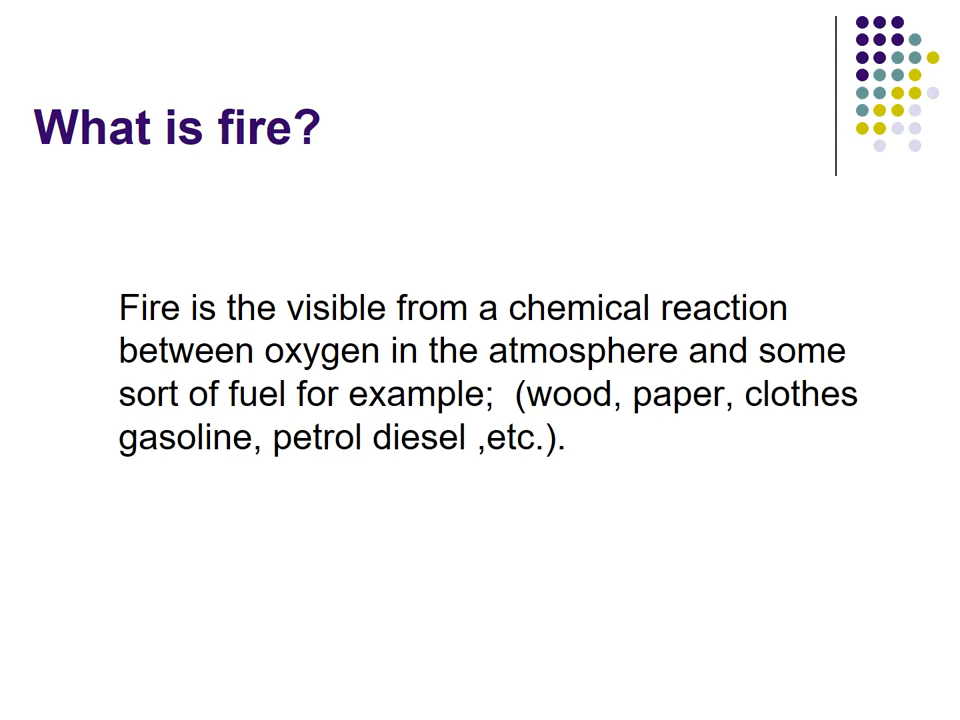 What is fire?
Fire is the visible from a chemical reaction
between oxygen in the atmosphere and some
sort of fuel for example;  (wood, paper, clothes
gasoline, petrol diesel ,etc.).